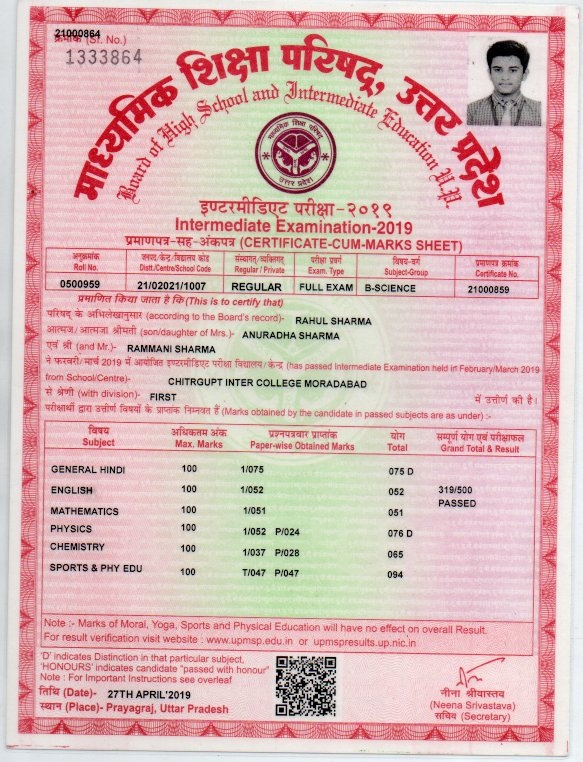 21000864
क्रमांक (Sr. No.)
1333864
माध्यमिक शिक्षा परिषद्, उत्तर प्रदेश
Board of High School and Intermediate Education U.P.
माध्यमिक शिक्षा परिषद्
उत्तर प्रदेश
इण्टरमीडिएट परीक्षा-२०१९
Intermediate Examination-2019
प्रमाणपत्र-सह-अंकपत्र (CERTIFICATE-CUM-MARKS SHEET)
अनुक्रमांक जनपद/केन्द्र/विद्यालय कोड संस्थागत/व्यक्तिगत परीक्षा प्रवर्ग विषय-वर्ग प्रमाणपत्र क्रमांक
Roll No. Distt./Centre/School Code Regular / Private Exam. Type Subject-Group Certificate No.
0500959 21/02021/1007 REGULAR FULL EXAM B-SCIENCE 21000859
प्रमाणित किया जाता है कि (This is to certify that)
परिषद् के अभिलेखानुसार (according to the Board's record)- RAHUL SHARMA
आत्मज/आत्मजा श्रीमती (son/daughter of Mrs.)- ANURADHA SHARMA
एवं श्री (and Mr.)- RAMMANI SHARMA
ने फरवरी/मार्च 2019 में आयोजित इण्टरमीडिएट परीक्षा विद्यालय/केन्द्र (has passed Intermediate Examination held in February/March 2019
from School/Centre)- CHITRGUPT INTER COLLEGE MORADABAD
से श्रेणी (with division)- FIRST में उत्तीर्ण की है।
परीक्षार्थी द्वारा उत्तीर्ण विषयों के प्राप्तांक निम्नवत हैं (Marks obtained by the candidate in passed subjects are as under) :-
विषय अधिकतम अंक प्रश्नपत्रवार प्राप्तांक योग सम्पूर्ण योग एवं परीक्षाफल
Subject Max. Marks Paper-wise Obtained Marks Total Grand Total & Result
GENERAL HINDI 100 1/075 075 D
ENGLISH 100 1/052 052 319/500
PASSED
MATHEMATICS 100 1/051 051
PHYSICS 100 1/052 P/024 076 D
CHEMISTRY 100 1/037 P/028 065
SPORTS & PHY EDU 100 T/047 P/047 094
Note :- Marks of Moral, Yoga, Sports and Physical Education will have no effect on overall Result.
For result verification visit website : www.upmsp.edu.in or upmspresults.up.nic.in
'D' indicates Distinction in that particular subject,
'HONOURS' indicates candidate "passed with honour"
Note : For Important Instructions see overleaf
तिथि (Date)- 27TH APRIL'2019
स्थान (Place)- Prayagraj, Uttar Pradesh
नीना श्रीवास्तव
(Neena Srivastava)
सचिव (Secretary)